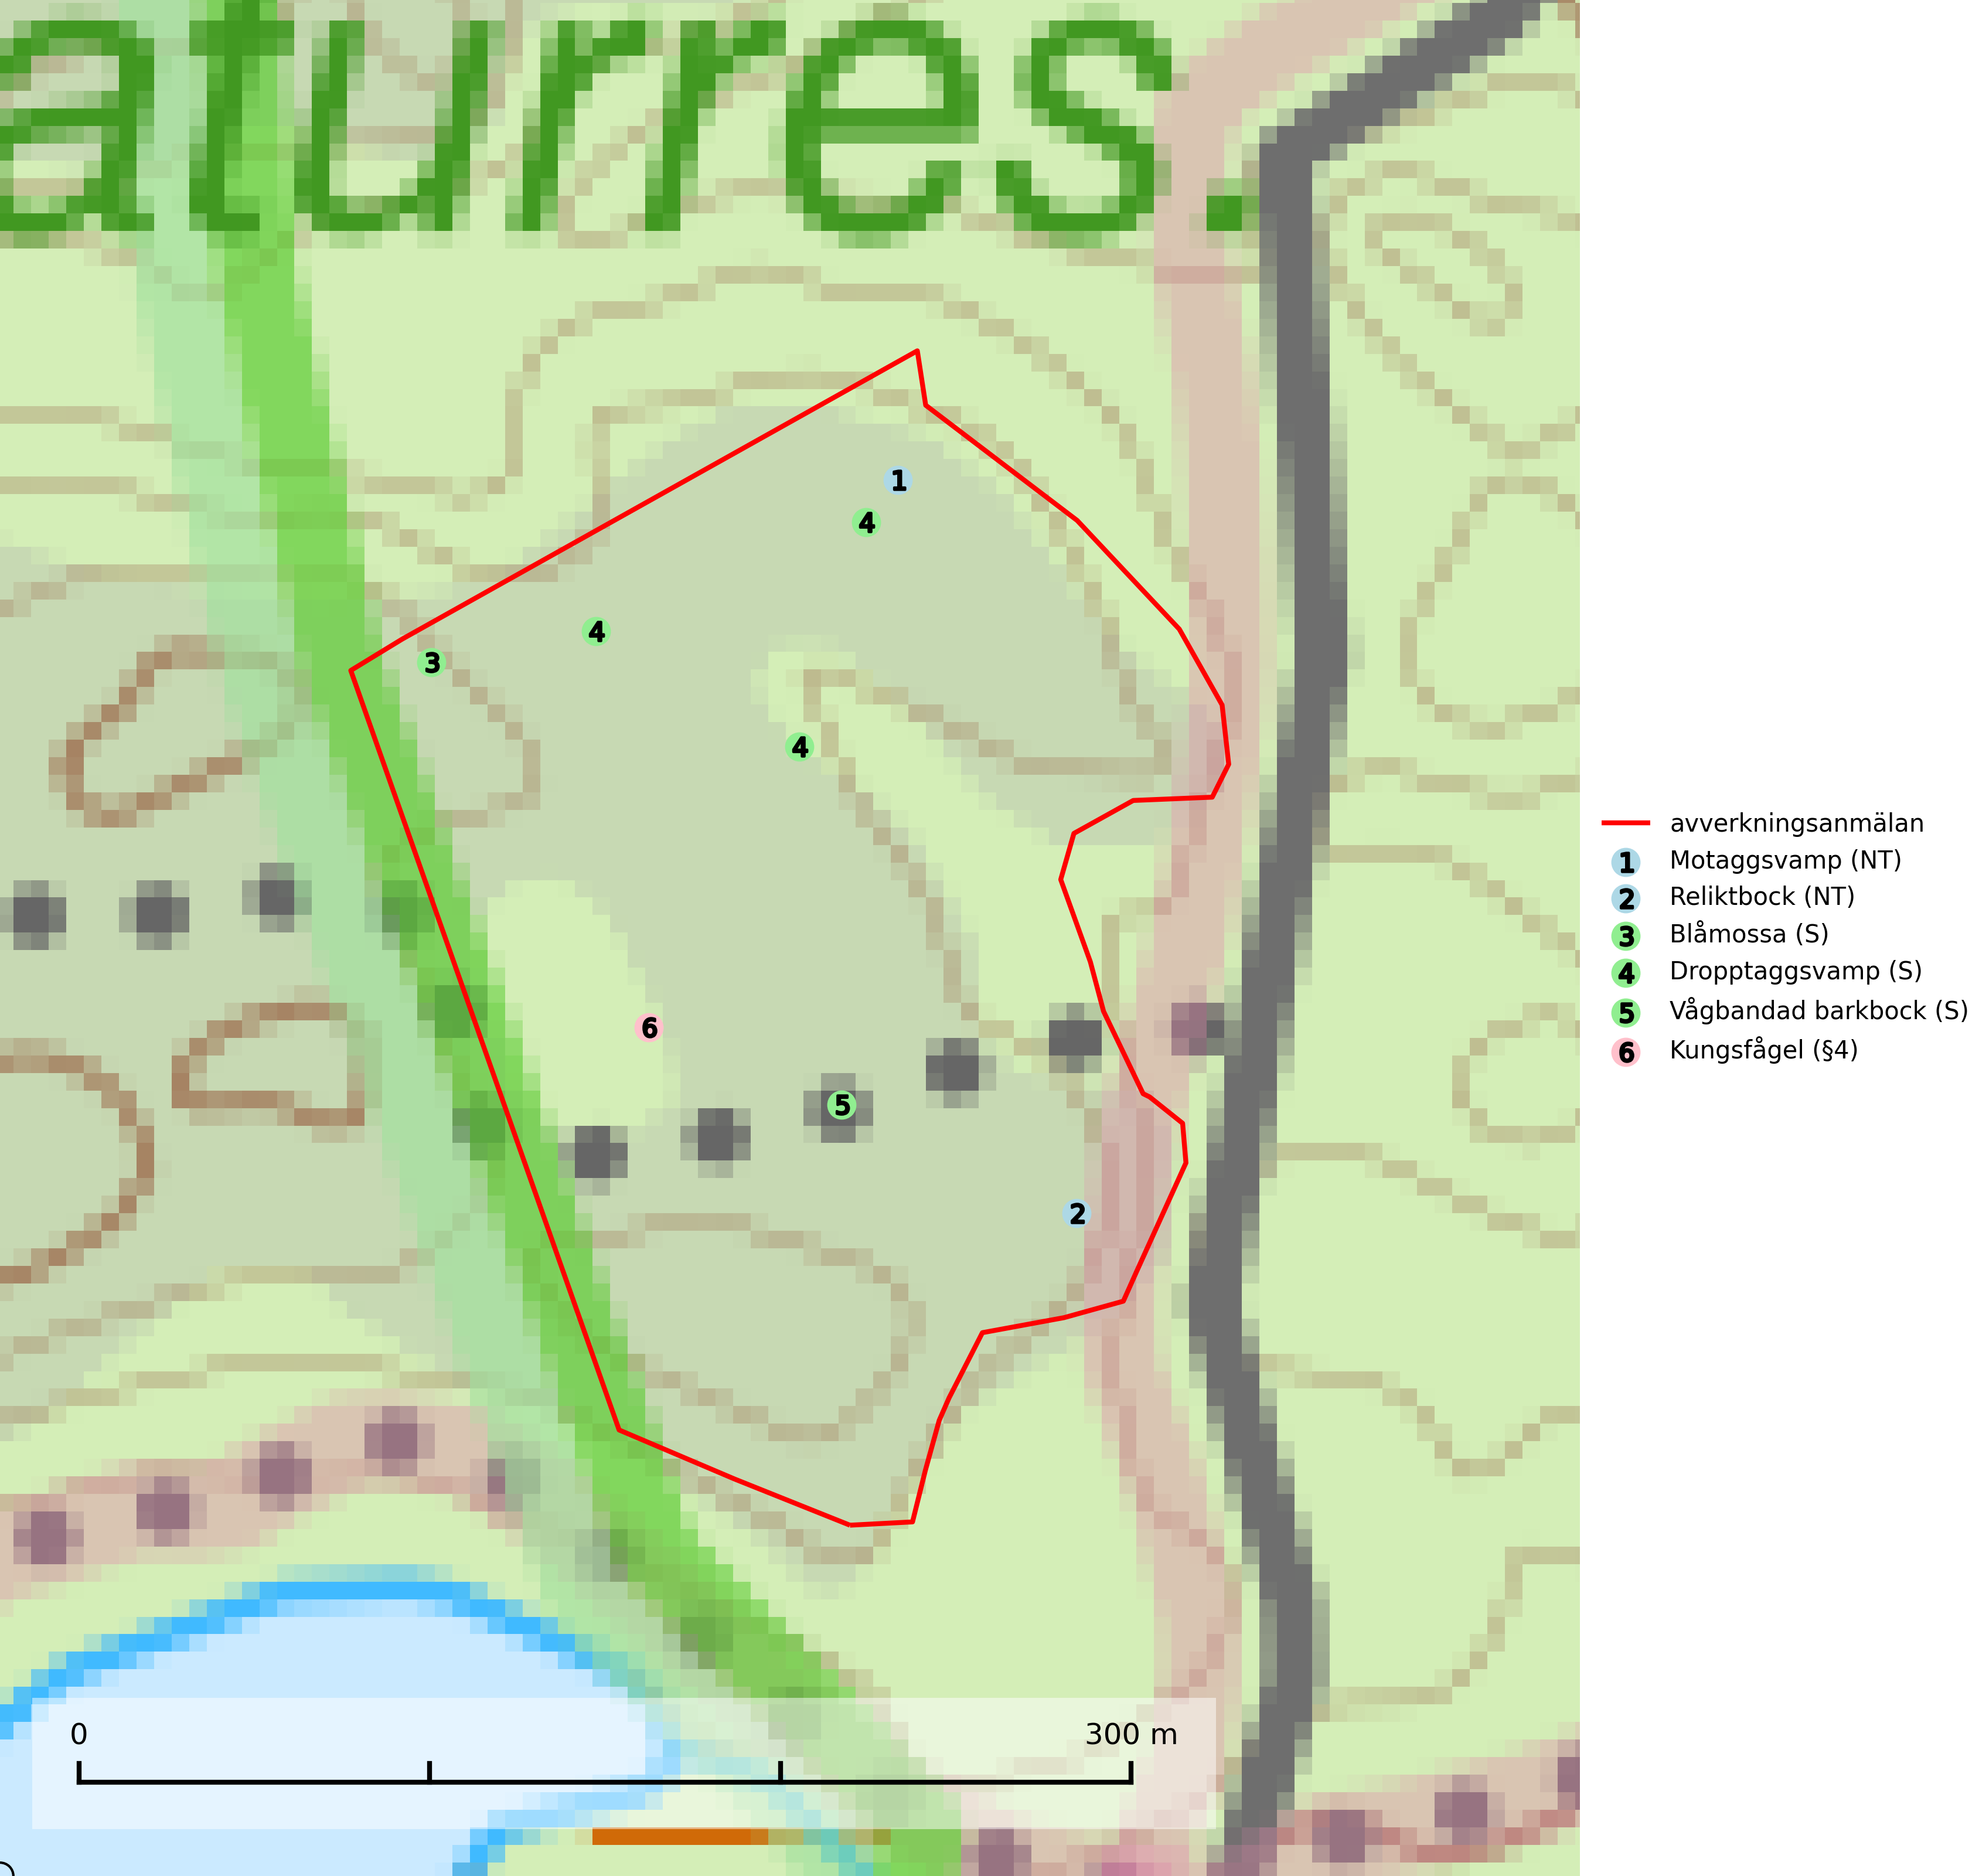 aturres.
1
4
4
3
4
6
5
2
avverkningsanmälan
1 Motaggsvamp (NT)
2 Reliktbock (NT)
3 Blåmossa (S)
4 Dropptaggsvamp (S)
5 Vågbandad barkbock (S)
6 Kungsfågel (§4)
0 300 m